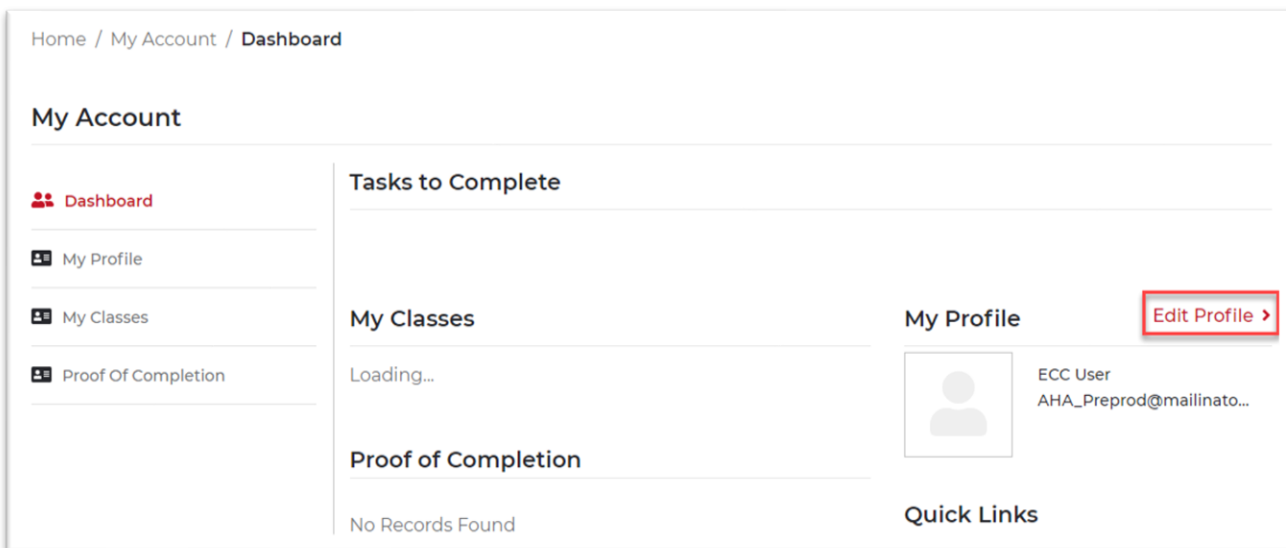 Home / My Account / Dashboard
My Account
Dashboard
My Profile
My Classes
Proof Of Completion
Tasks to Complete
My Classes
Loading...
Proof of Completion
No Records Found
My Profile
Edit Profile >
ECC User
AHA_Preprod@mailinato...
Quick Links